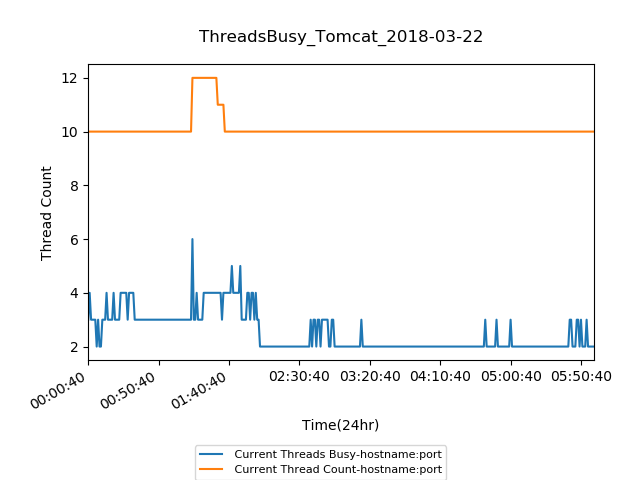 ThreadsBusy_Tomcat_2018-03-22
12
10
8
6
4
2
Thread Count
00:00:40
00:50:40
01:40:40
02:30:40
03:20:40
04:10:40
05:00:40
05:50:40
Time(24hr)
Current Threads Busy-hostname:port
Current Thread Count-hostname:port